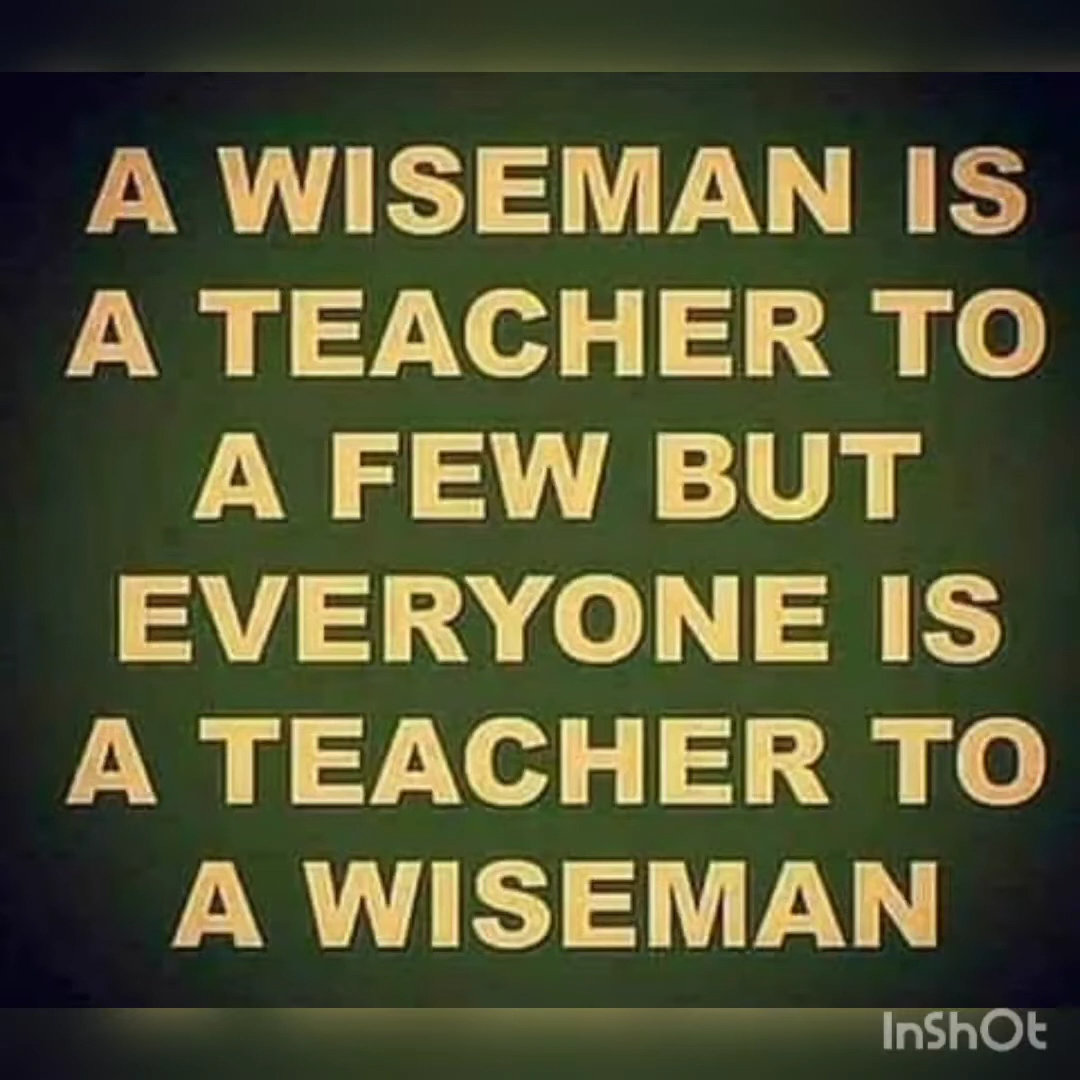 A WISEMAN IS
A TEACHER TO
A FEW BUT
EVERYONE IS
A TEACHER TO
A WISEMAN
InShOt